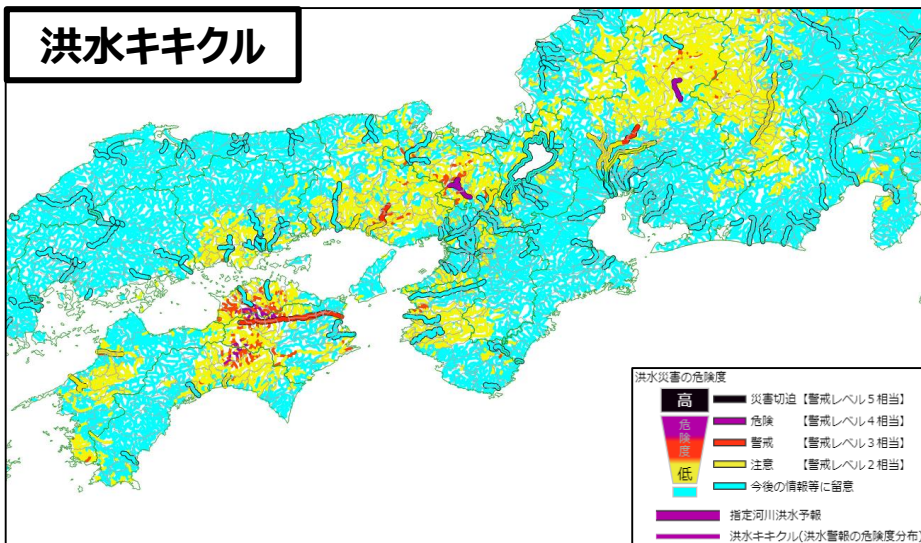 洪水キキクル
洪水災害の危険度
高
危険度
低
災害切迫【警戒レベル5相当】
危険 【警戒レベル4相当】
警戒 【警戒レベル3相当】
注意 【警戒レベル2相当】
今後の情報等に留意
指定河川洪水予報
洪水キキクル(洪水警報の危険度分布)